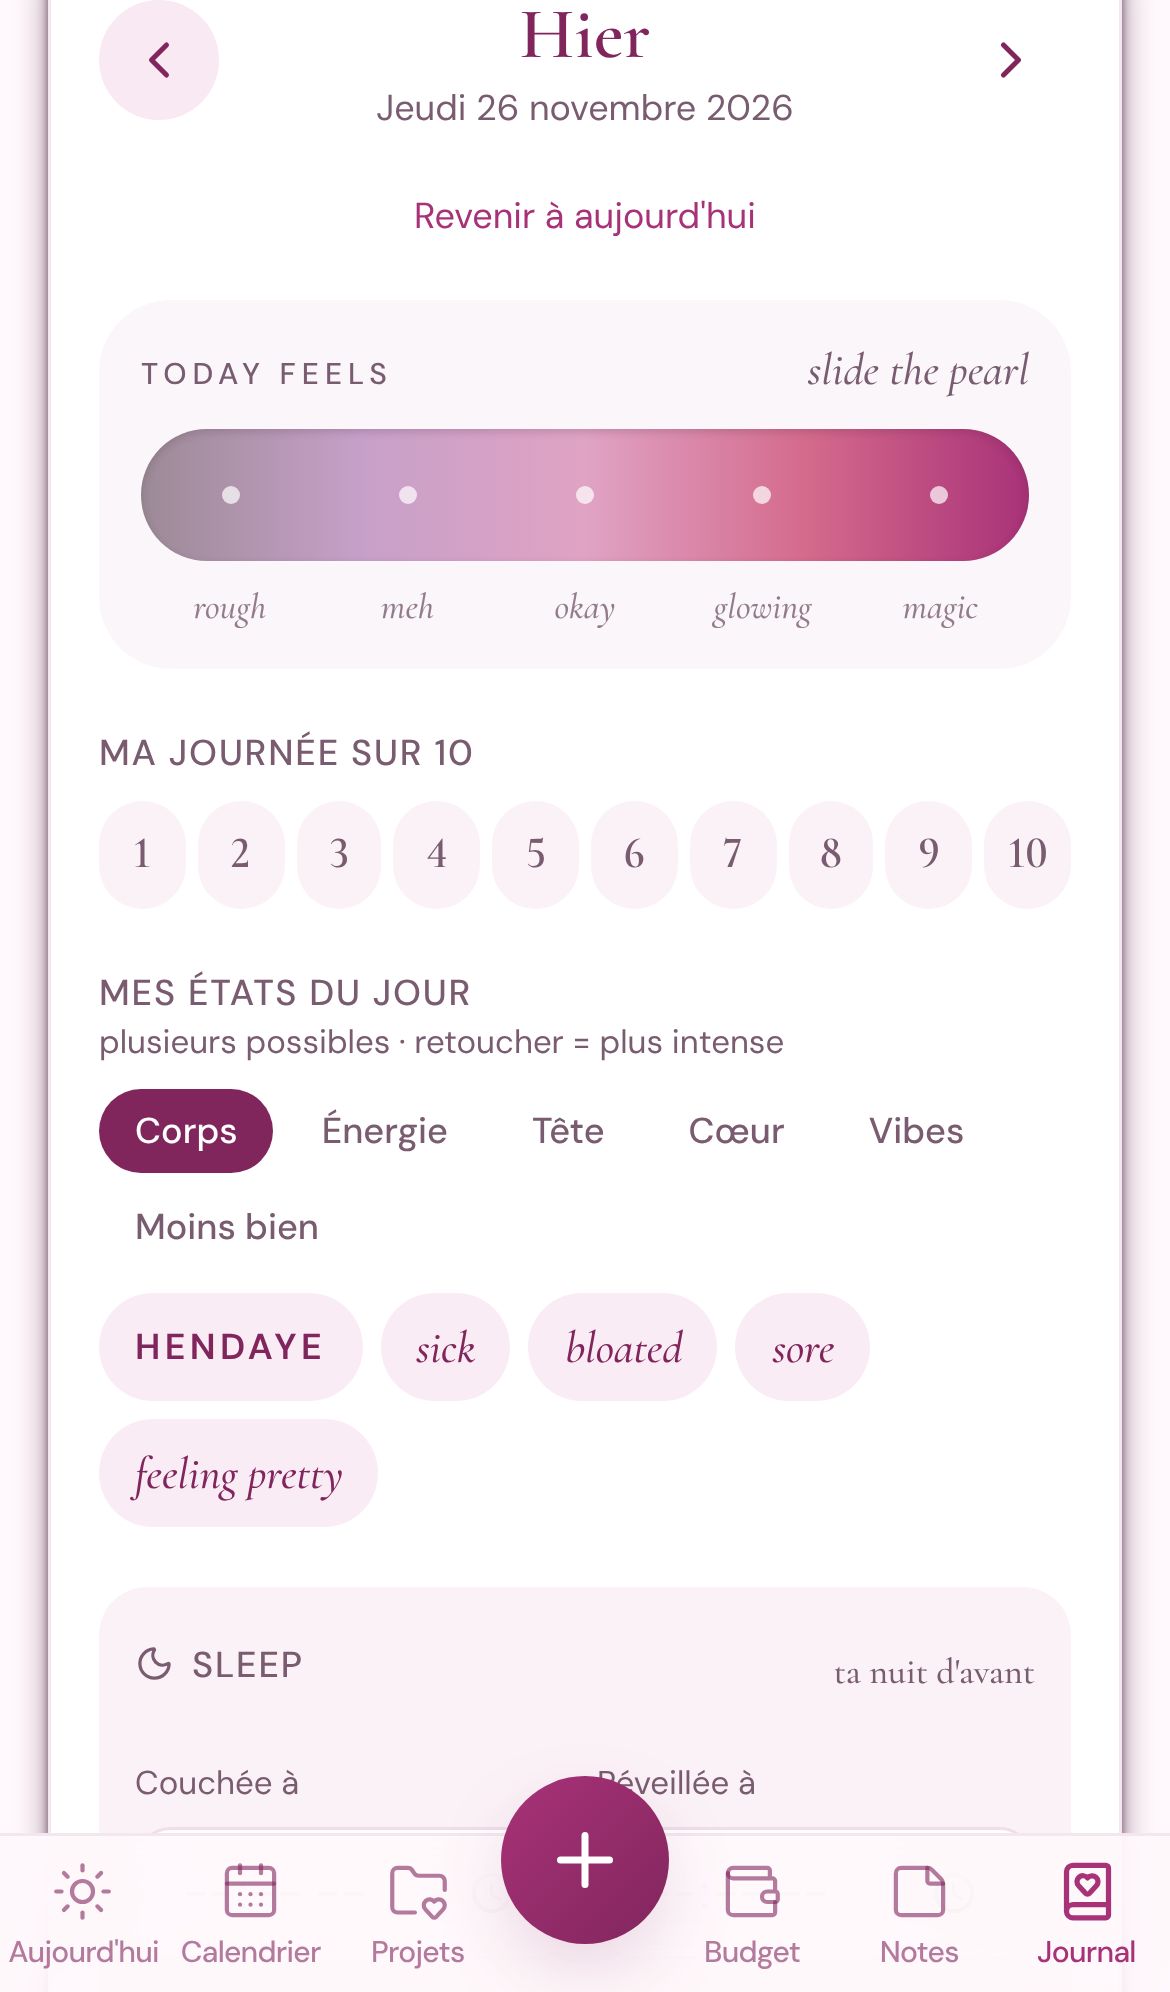 Hier
Jeudi 26 novembre 2026
Revenir à aujourd'hui
TODAY FEELS
slide the pearl
rough meh okay glowing magic
MA JOURNÉE SUR 10
1 2 3 4 5 6 7 8 9 10
MES ÉTATS DU JOUR
plusieurs possibles · retoucher = plus intense
Corps Énergie Tête Cœur Vibes
Moins bien
HENDAYE sick bloated sore
feeling pretty
SLEEP
ta nuit d'avant
Couchée à Réveillée à
Aujourd'hui Calendrier Projets Budget Notes Journal